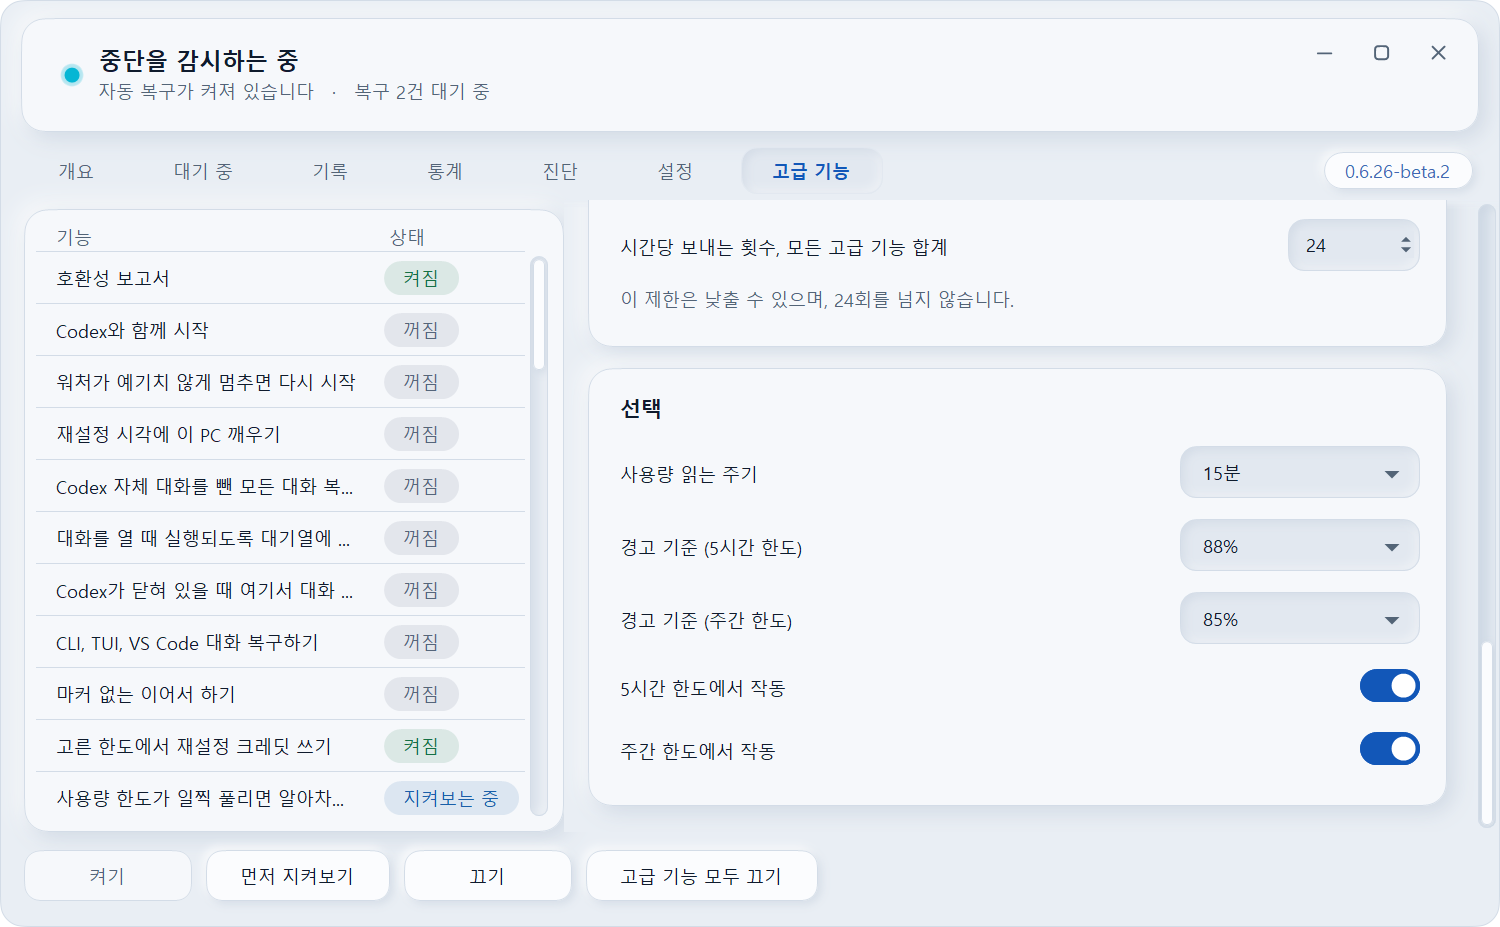 중단을 감시하는 중
자동 복구가 켜져 있습니다 · 복구 2건 대기 중
개요 대기 중 기록 통계 진단 설정 고급 기능 0.6.26-beta.2
기능 상태
호환성 보고서 켜짐
Codex와 함께 시작 꺼짐
워처가 예기치 않게 멈추면 다시 시작 꺼짐
재설정 시각에 이 PC 깨우기 꺼짐
Codex 자체 대화를 뺀 모든 대화 복... 꺼짐
대화를 열 때 실행되도록 대기열에 ... 꺼짐
Codex가 닫혀 있을 때 여기서 대화 ... 꺼짐
CLI, TUI, VS Code 대화 복구하기 꺼짐
마커 없는 이어서 하기 꺼짐
고른 한도에서 재설정 크레딧 쓰기 켜짐
사용량 한도가 일찍 풀리면 알아차... 지켜보는 중
시간당 보내는 횟수, 모든 고급 기능 합계 24
이 제한은 낮출 수 있으며, 24회를 넘지 않습니다.
선택
사용량 읽는 주기 15분
경고 기준 (5시간 한도) 88%
경고 기준 (주간 한도) 85%
5시간 한도에서 작동
주간 한도에서 작동
켜기 먼저 지켜보기 끄기 고급 기능 모두 끄기